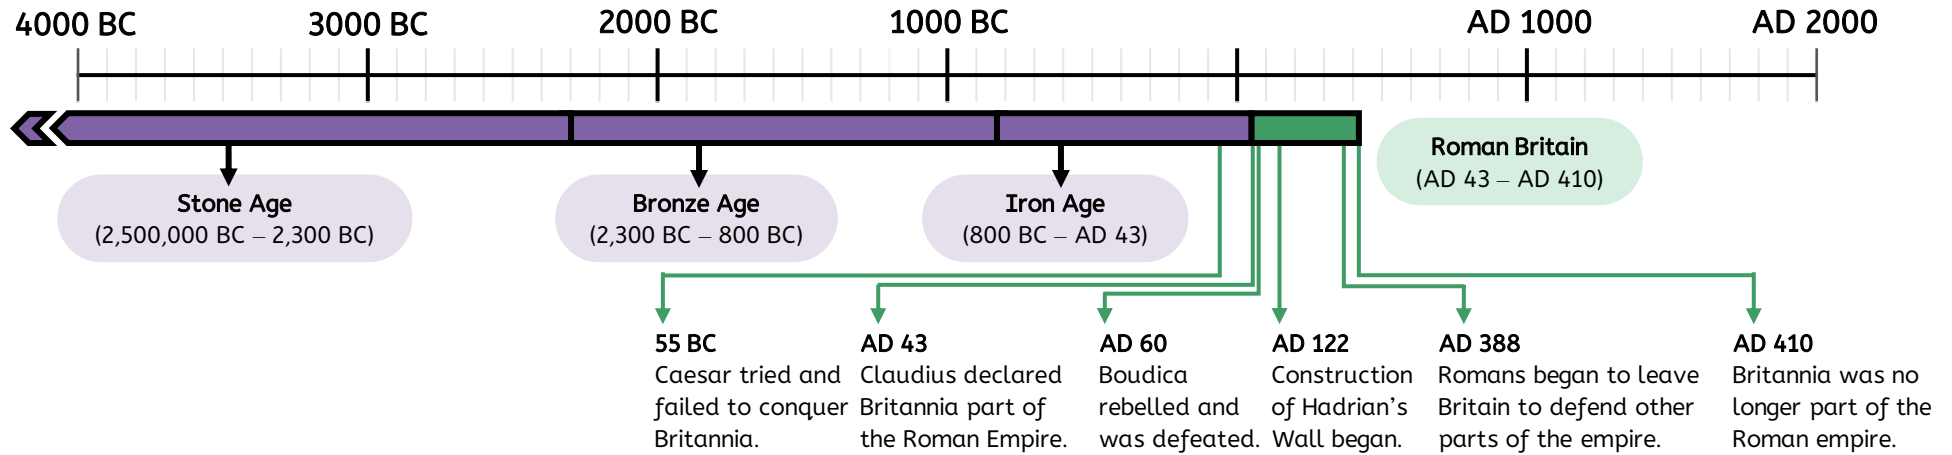 4000 BC
3000 BC
2000 BC
1000 BC
AD 1000
AD 2000
Stone Age
(2,500,000 BC – 2,300 BC)
Bronze Age
(2,300 BC – 800 BC)
Iron Age
(800 BC – AD 43)
Roman Britain
(AD 43 – AD 410)
55 BC
Caesar tried and
failed to conquer
Britannia.
AD 43
Claudius declared
Britannia part of
the Roman Empire.
AD 60
Boudica
rebelled and
was defeated.
AD 122
Construction
of Hadrian’s
Wall began.
AD 388
Romans began to leave
Britain to defend other
parts of the empire.
AD 410
Britannia was no
longer part of the
Roman empire.